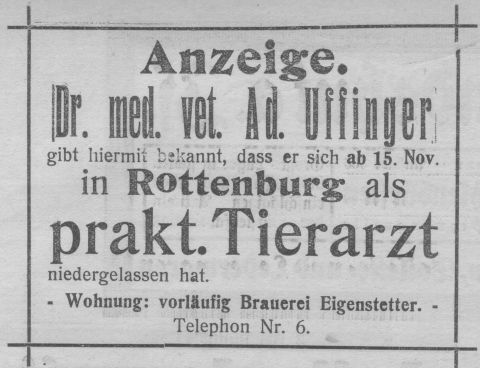 Anzeige.
Dr. med. vet. Ad. Uffinger
gibt hiermit bekannt, dass er sich ab 15. Nov.
in Rottenburg als
prakt. Tierarzt
niedergelassen hat.
- Wohnung: vorläufig Brauerei Eigenstetter. -
Telephon Nr. 6.